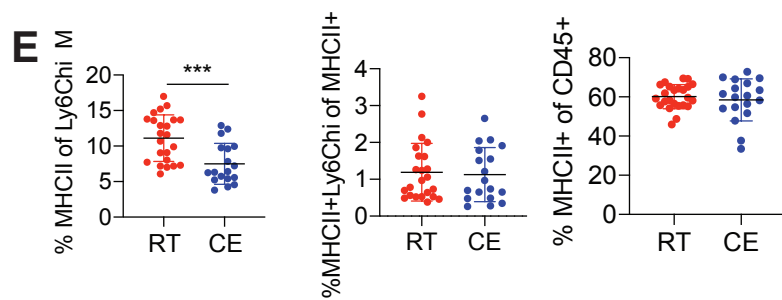 E
% MHCII of Ly6Chi M
20
15
10
5
0
***
RT
CE
%MHCII+Ly6Chi of MHCII+
4
3
2
1
0
RT
CE
% MHCII+ of CD45+
80
60
40
20
0
RT
CE